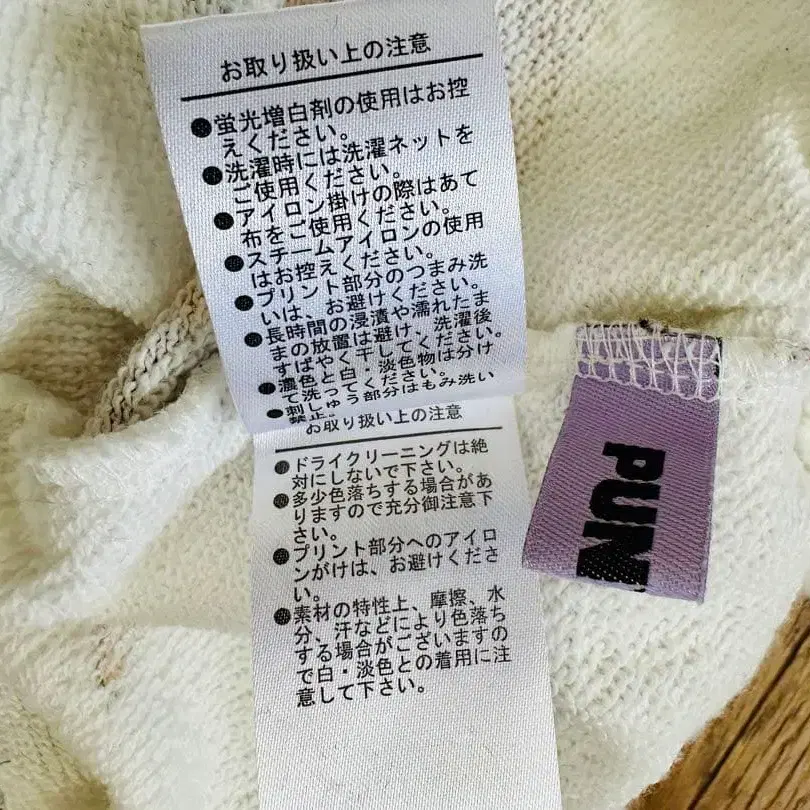 お取り扱い上の注意
●蛍光増白剤の使用はお控
えください。
●洗濯時には洗濯ネットを
ご使用ください。
●アイロン掛けの際はあて
布をご使用ください。
●スチームアイロンの使用
はお控えください。
●プリント部分のつまみ洗
いは、お避けください。
●長時間の浸漬や濡れたま
まの放置は避け、洗濯後
すばやく干してください。
●濃色と白・淡色物は分け
て洗ってください。
●刺しゅう部分はもみ洗い
禁止。
お取り扱い上の注意
●ドライクリーニングは絶
対にしないで下さい。
●多少色落ちする場合があ
りますので充分御注意下
さい。
●プリント部分へのアイロ
ンがけは、お避けくださ
い。
●素材の特性上、摩擦、水
分、汗などにより色落ち
する場合がございますの
で白・淡色との着用に注
意して下さい。
PUN